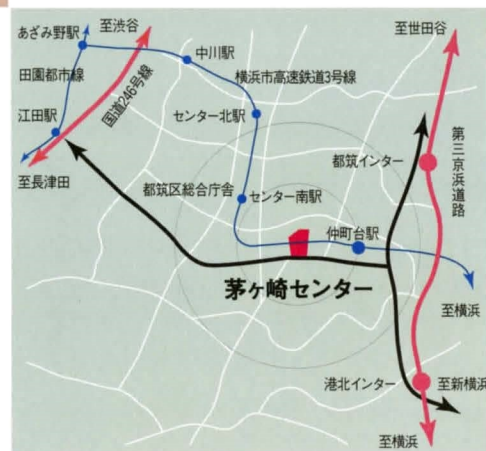 至渋谷
あざみ野駅
中川駅
至世田谷
田園都市線
国道246号線
横浜市高速鉄道3号線
江田駅
センター北駅
第三京浜道路
都筑インター
至長津田
都筑区総合庁舎
センター南駅
仲町台駅
茅ヶ崎センター
至横浜
港北インター
至新横浜
至横浜